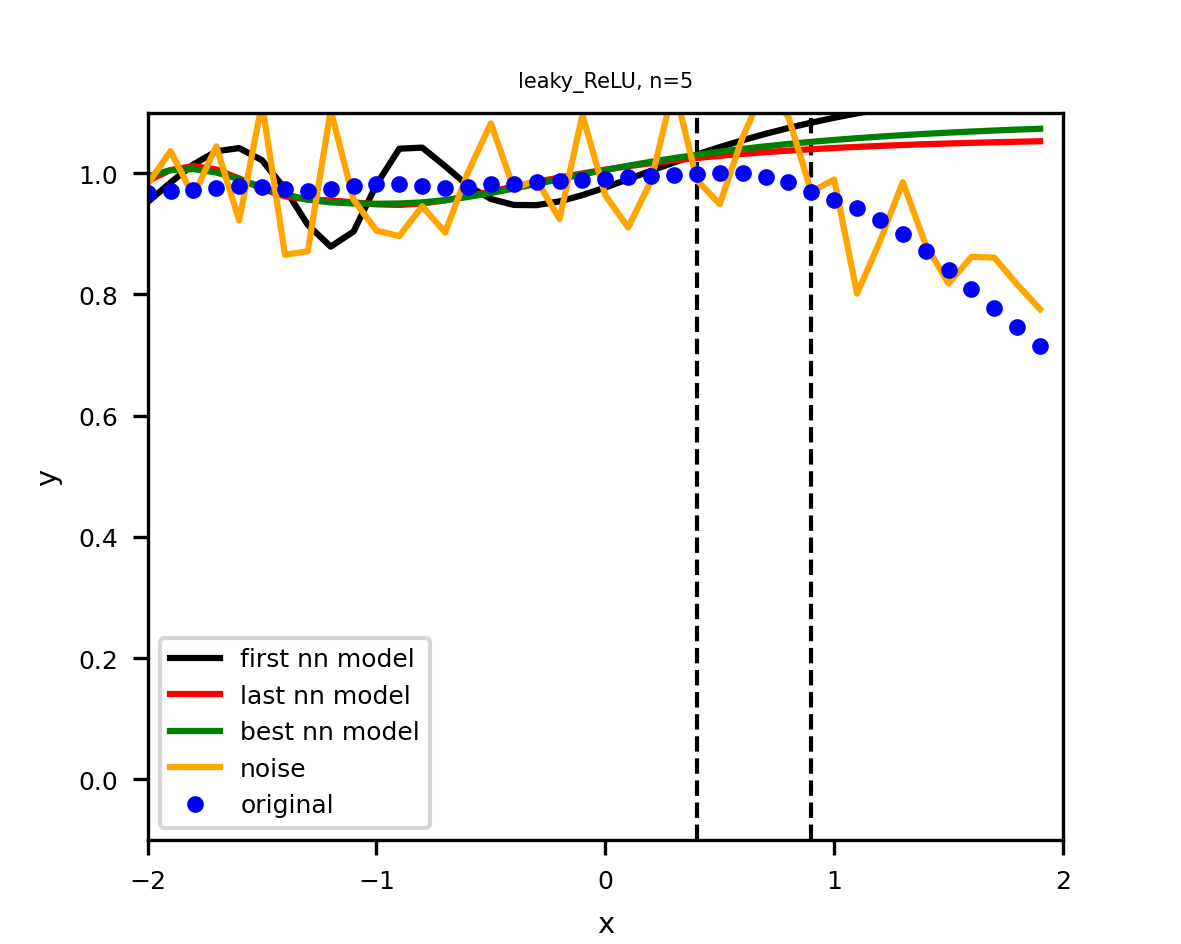 leaky_ReLU, n=5
1.0
0.8
0.6
0.4
0.2
0.0
y
first nn model
last nn model
best nn model
noise
original
−2
−1
0
1
2
x